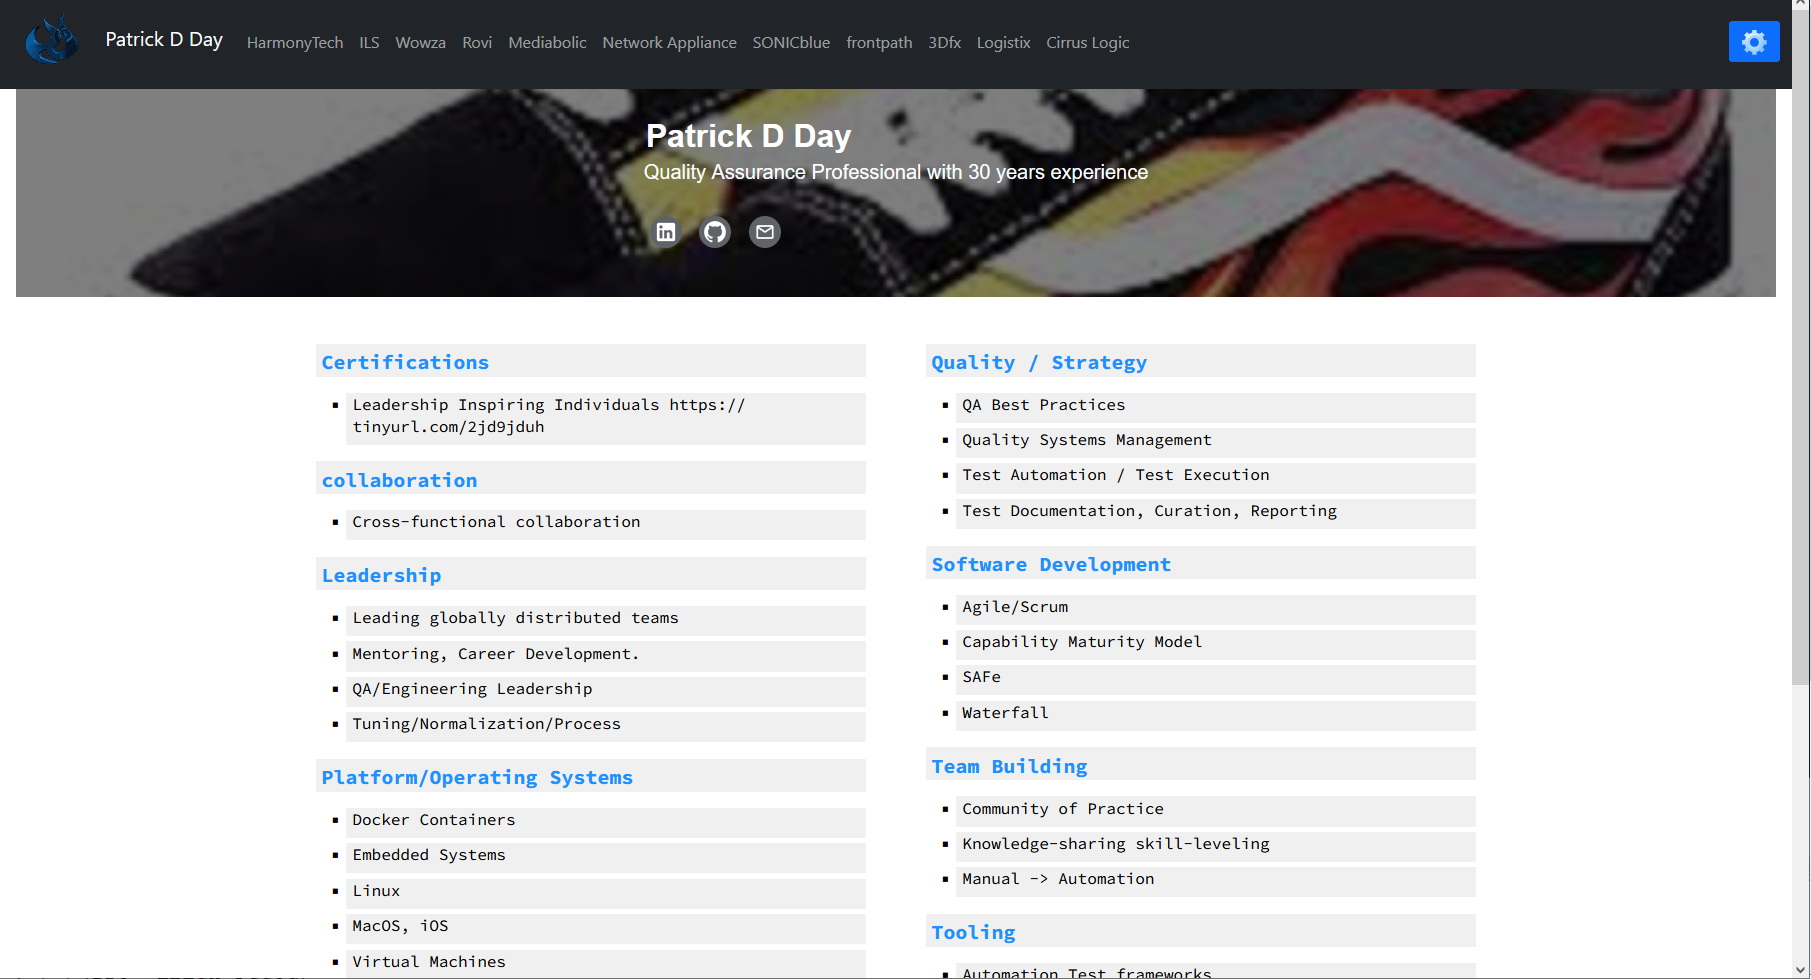 Patrick D Day HarmonyTech ILS Wowza Rovi Mediabolic Network Appliance SONICblue frontpath 3Dfx Logistix Cirrus Logic
Patrick D Day
Quality Assurance Professional with 30 years experience
Certifications
Leadership Inspiring Individuals https://
tinyurl.com/2jd9jduh
collaboration
Cross-functional collaboration
Leadership
Leading globally distributed teams
Mentoring, Career Development.
QA/Engineering Leadership
Tuning/Normalization/Process
Platform/Operating Systems
Docker Containers
Embedded Systems
Linux
MacOS, iOS
Virtual Machines
Quality / Strategy
QA Best Practices
Quality Systems Management
Test Automation / Test Execution
Test Documentation, Curation, Reporting
Software Development
Agile/Scrum
Capability Maturity Model
SAFe
Waterfall
Team Building
Community of Practice
Knowledge-sharing skill-leveling
Manual -> Automation
Tooling
Automation Test frameworks